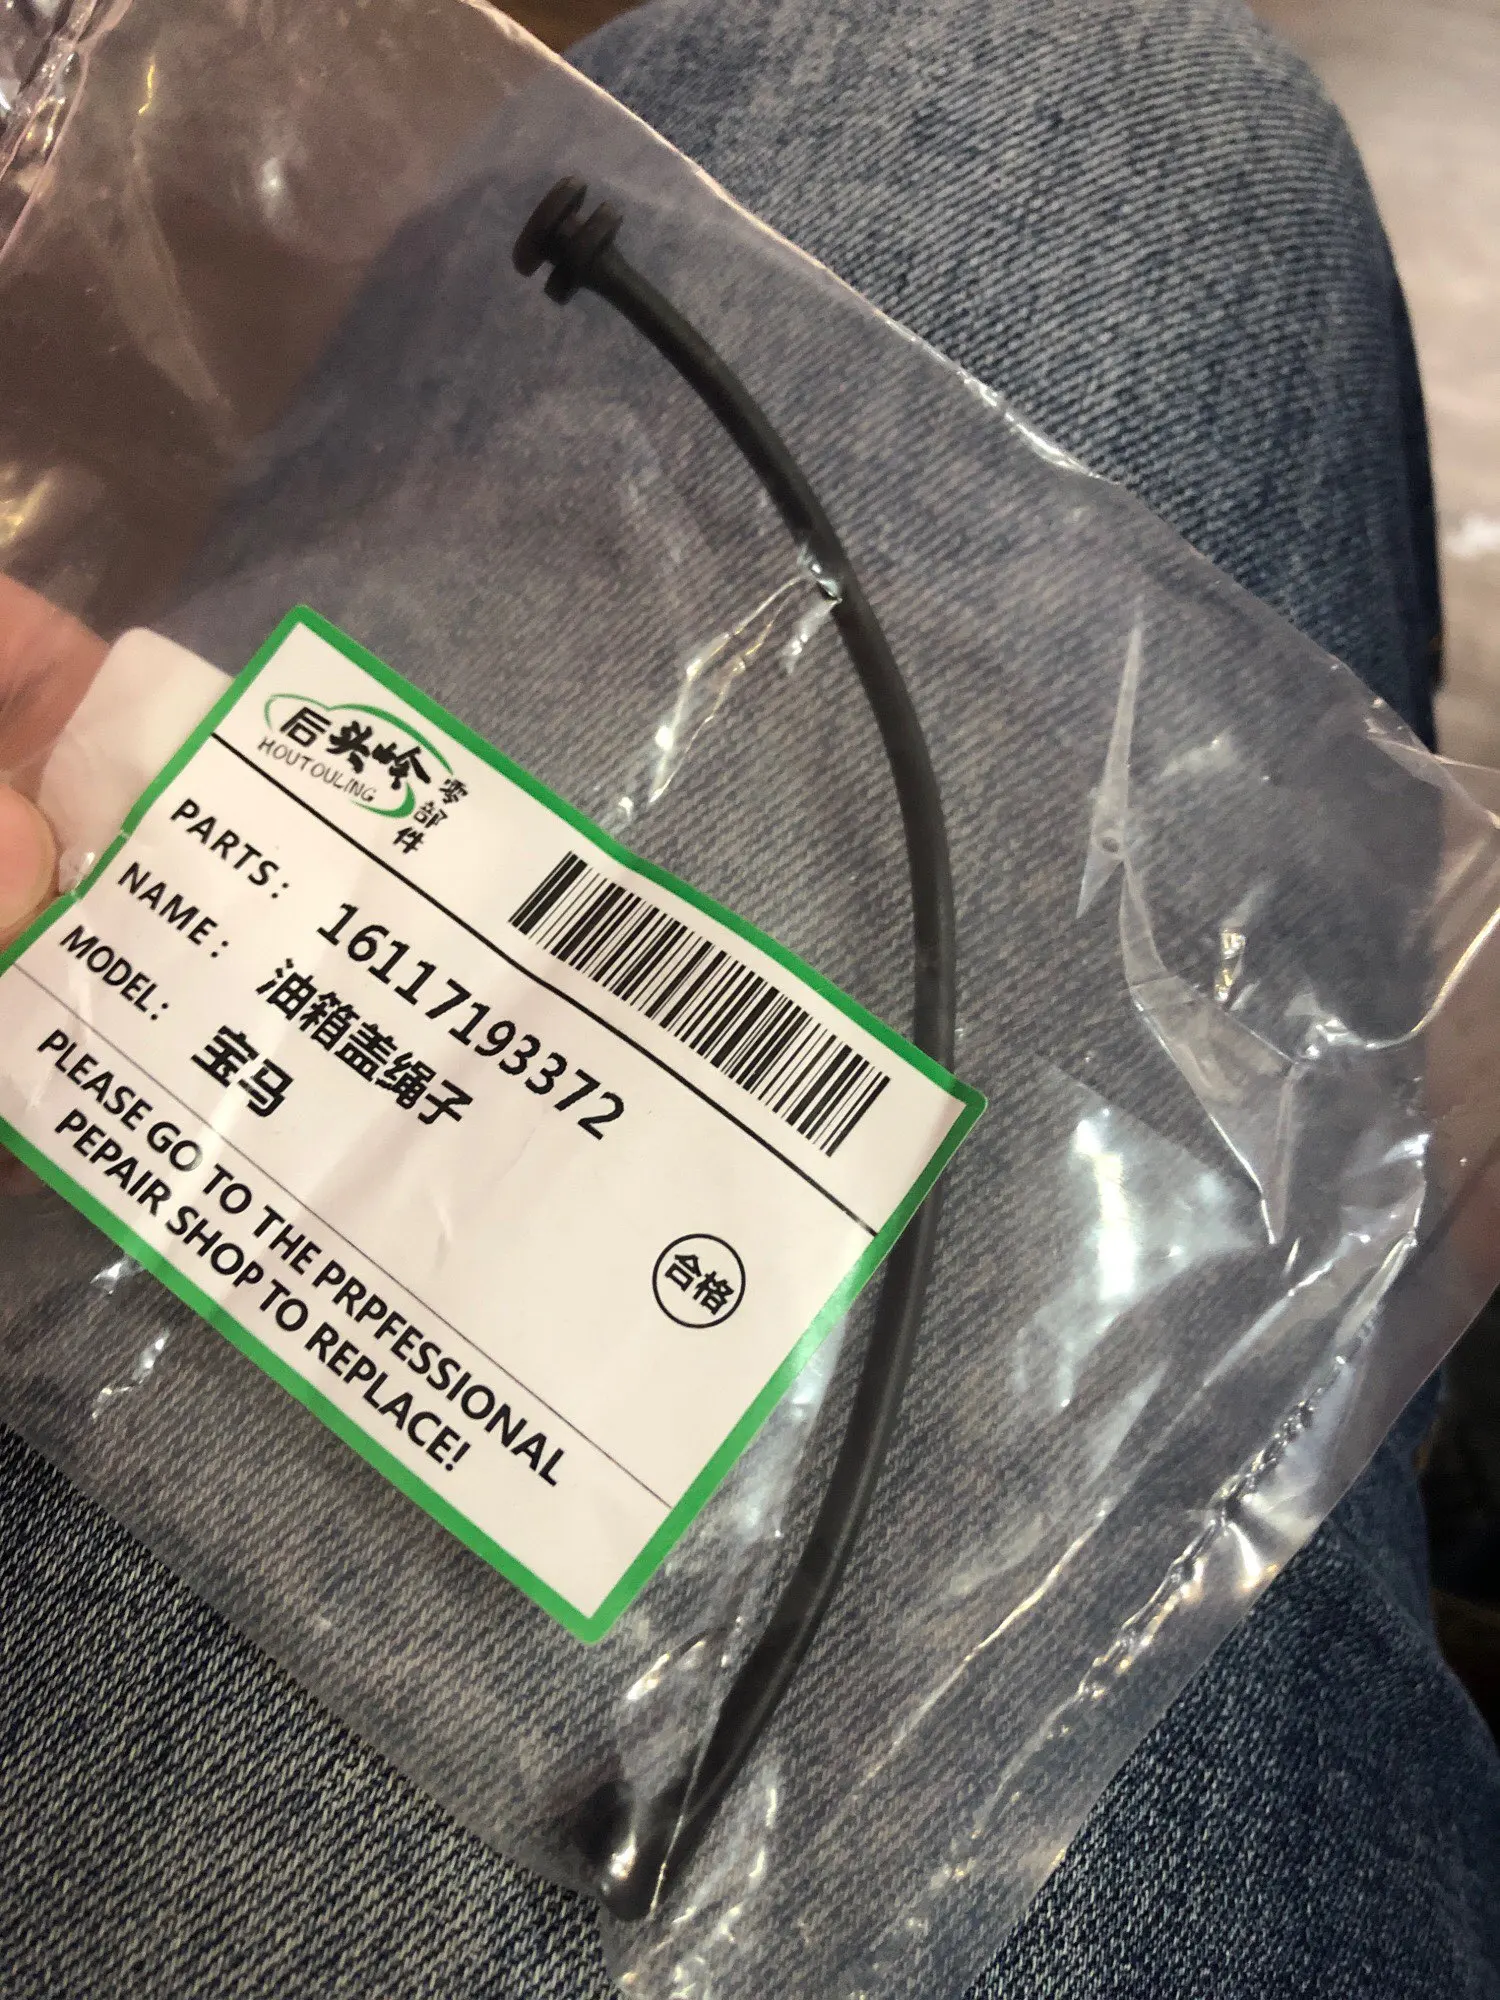 后头岭
HOUTOULING
零部件
PARTS: 16117193372
NAME: 油箱盖绳子
MODEL: 宝马
合格
PLEASE GO TO THE PRPFESSIONAL
PEPAIR SHOP TO REPLACE!